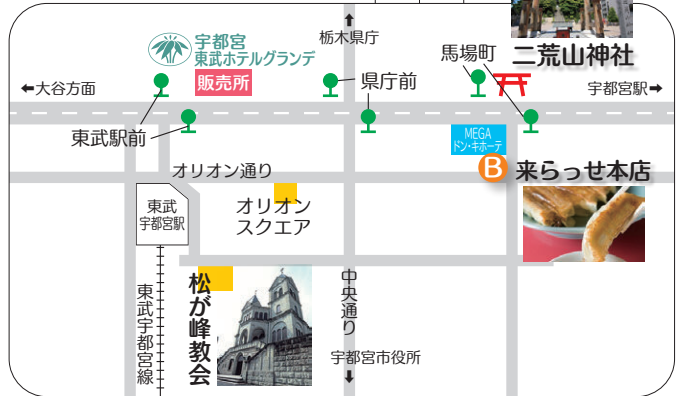 栃木県庁
宇都宮
東武ホテルグランデ
販売所
県庁前
馬場町
二荒山神社
←大谷方面
宇都宮駅→
東武駅前
MEGA
ドン・キホーテ
オリオン通り
B 来らっせ本店
東武
宇都宮駅
オリオン
スクエア
松が峰教会
東武宇都宮線
中央通り
宇都宮市役所